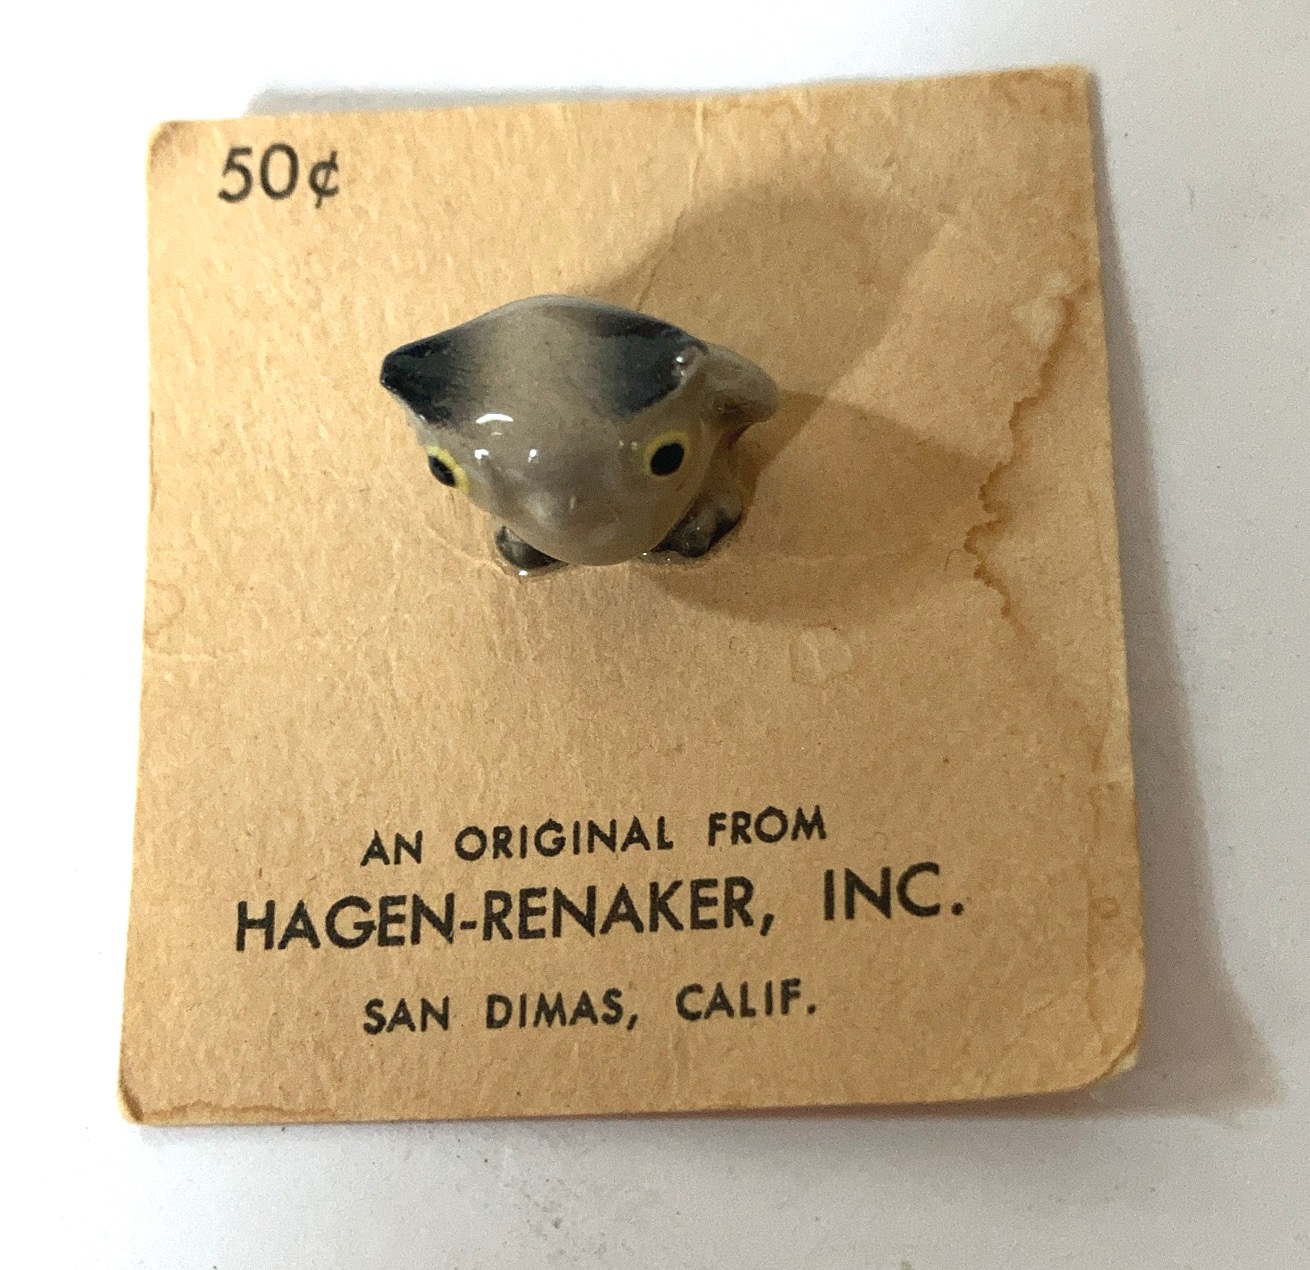 50¢
AN ORIGINAL FROM
HAGEN-RENAKER, INC.
SAN DIMAS, CALIF.